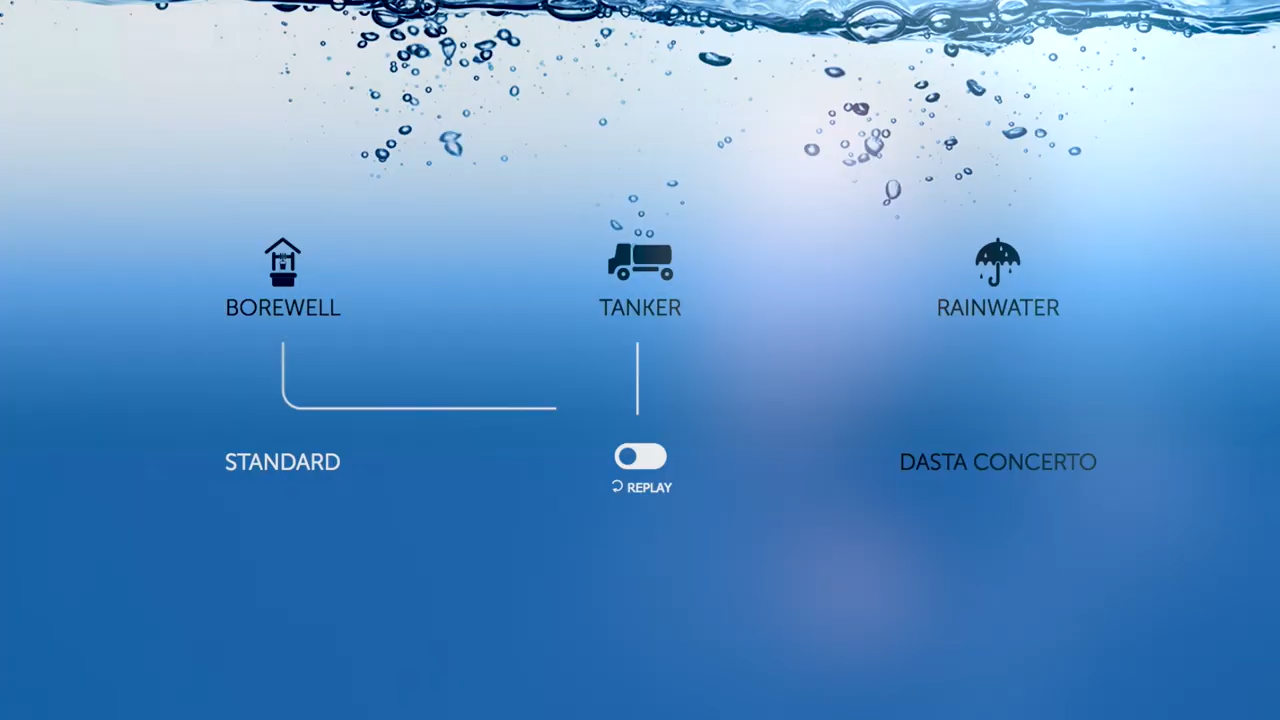 BOREWELL
TANKER
RAINWATER
STANDARD
DASTA CONCERTO
REPLAY